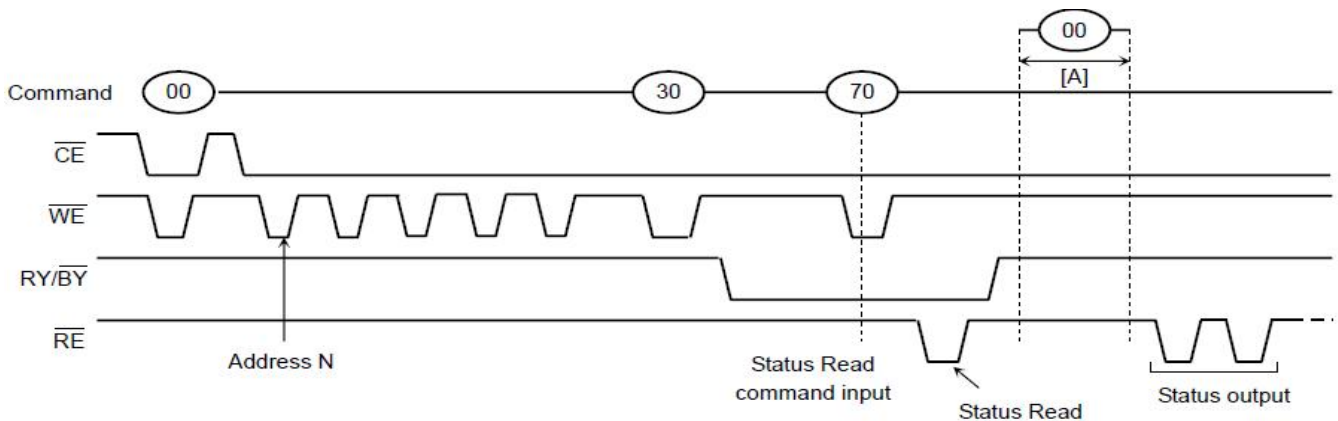 00
[A]
Command 00 30 70
CE
WE
RY/BY
RE
Address N
Status Read
command input
Status Read
Status output